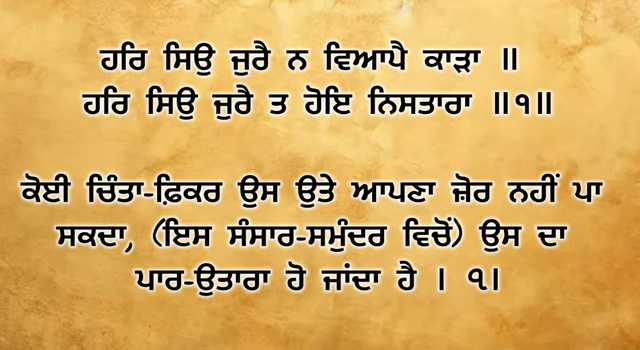 ਹਰਿ ਸਿਉ ਜੁਰੈ ਨ ਵਿਆਪੈ ਕਾੜਾ ॥
ਹਰਿ ਸਿਉ ਜੁਰੈ ਤ ਹੋਇ ਨਿਸਤਾਰਾ ॥੧॥
ਕੋਈ ਚਿੰਤਾ-ਫ਼ਿਕਰ ਉਸ ਉਤੇ ਆਪਣਾ ਜ਼ੋਰ ਨਹੀਂ ਪਾ
ਸਕਦਾ, (ਇਸ ਸੰਸਾਰ-ਸਮੁੰਦਰ ਵਿਚੋਂ) ਉਸ ਦਾ
ਪਾਰ-ਉਤਾਰਾ ਹੋ ਜਾਂਦਾ ਹੈ । ੧।